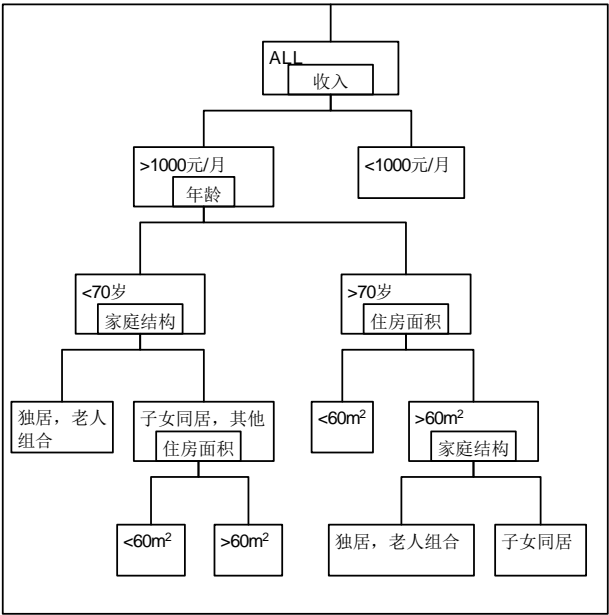 ALL
收入
>1000元/月
<1000元/月
年龄
<70岁
>70岁
家庭结构
住房面积
独居，老人
组合
子女同居，其他
<60m²
>60m²
住房面积
家庭结构
<60m²
>60m²
独居，老人组合
子女同居